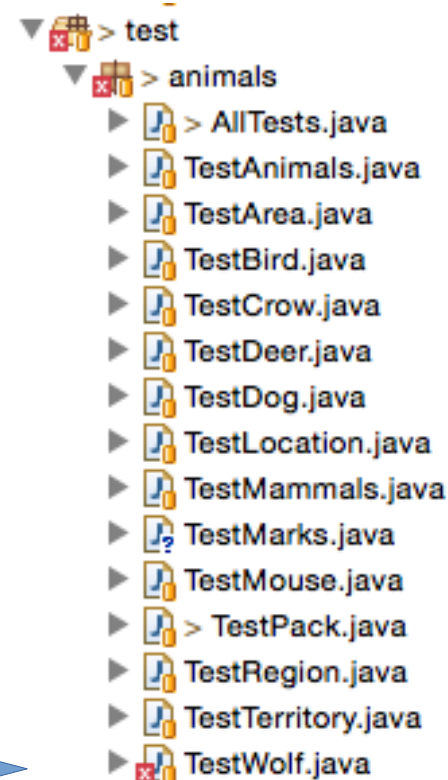 > test
> animals
> AllTests.java
TestAnimals.java
TestArea.java
TestBird.java
TestCrow.java
TestDeer.java
TestDog.java
TestLocation.java
TestMammals.java
TestMarks.java
TestMouse.java
> TestPack.java
TestRegion.java
TestTerritory.java
TestWolf.java